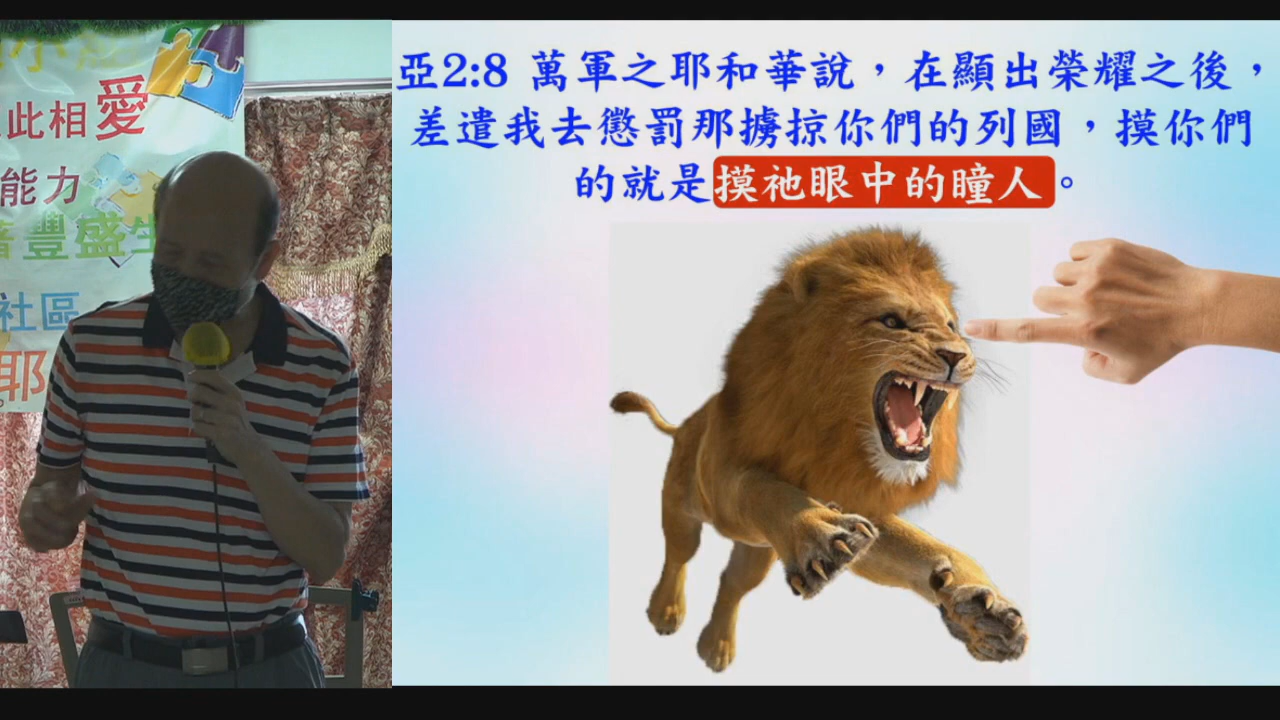 此相愛
能力
豐盛生
社區
耶
亞2:8 萬軍之耶和華說，在顯出榮耀之後，
差遣我去懲罰那擄掠你們的列國，摸你們
的就是摸祂眼中的瞳人。